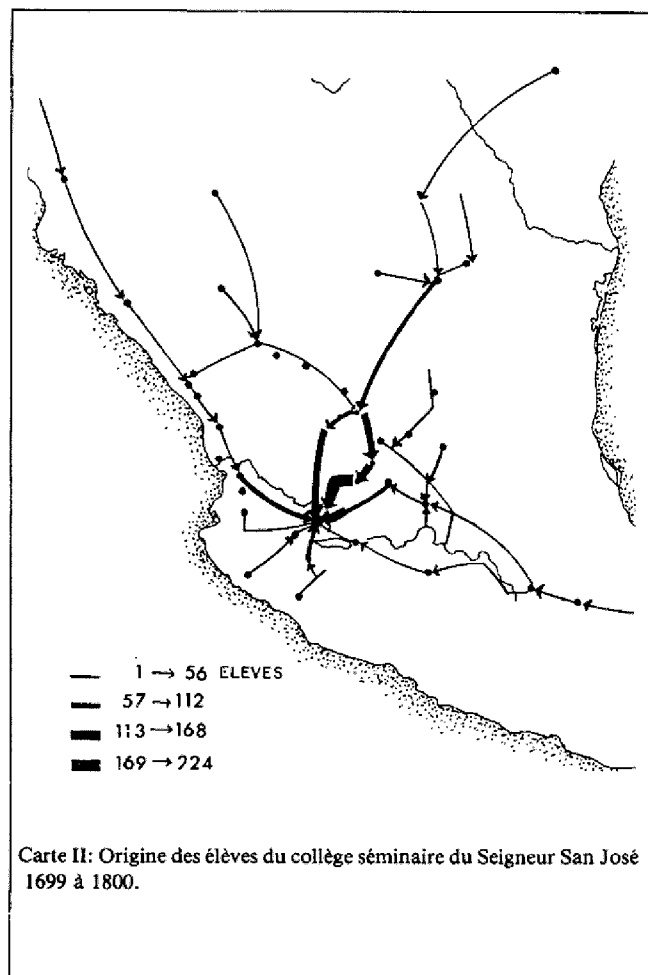 1 → 56 ELEVES
57 → 112
113 → 168
169 → 224
Carte II: Origine des élèves du collège séminaire du Seigneur San José
1699 à 1800.